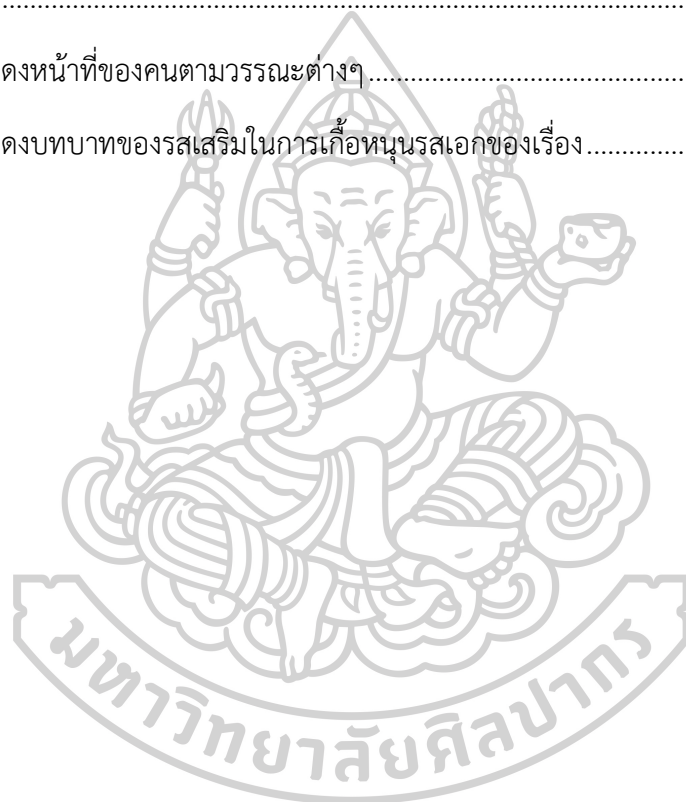 ..........................................................................................
ดงหน้าที่ของคนตามวรรณะต่างๆ..........................................
ดงบทบาทของรสเสริมในการเกื้อหนุนรสเอกของเรื่อง..............
มหาวิทยาลัยศิลปากร